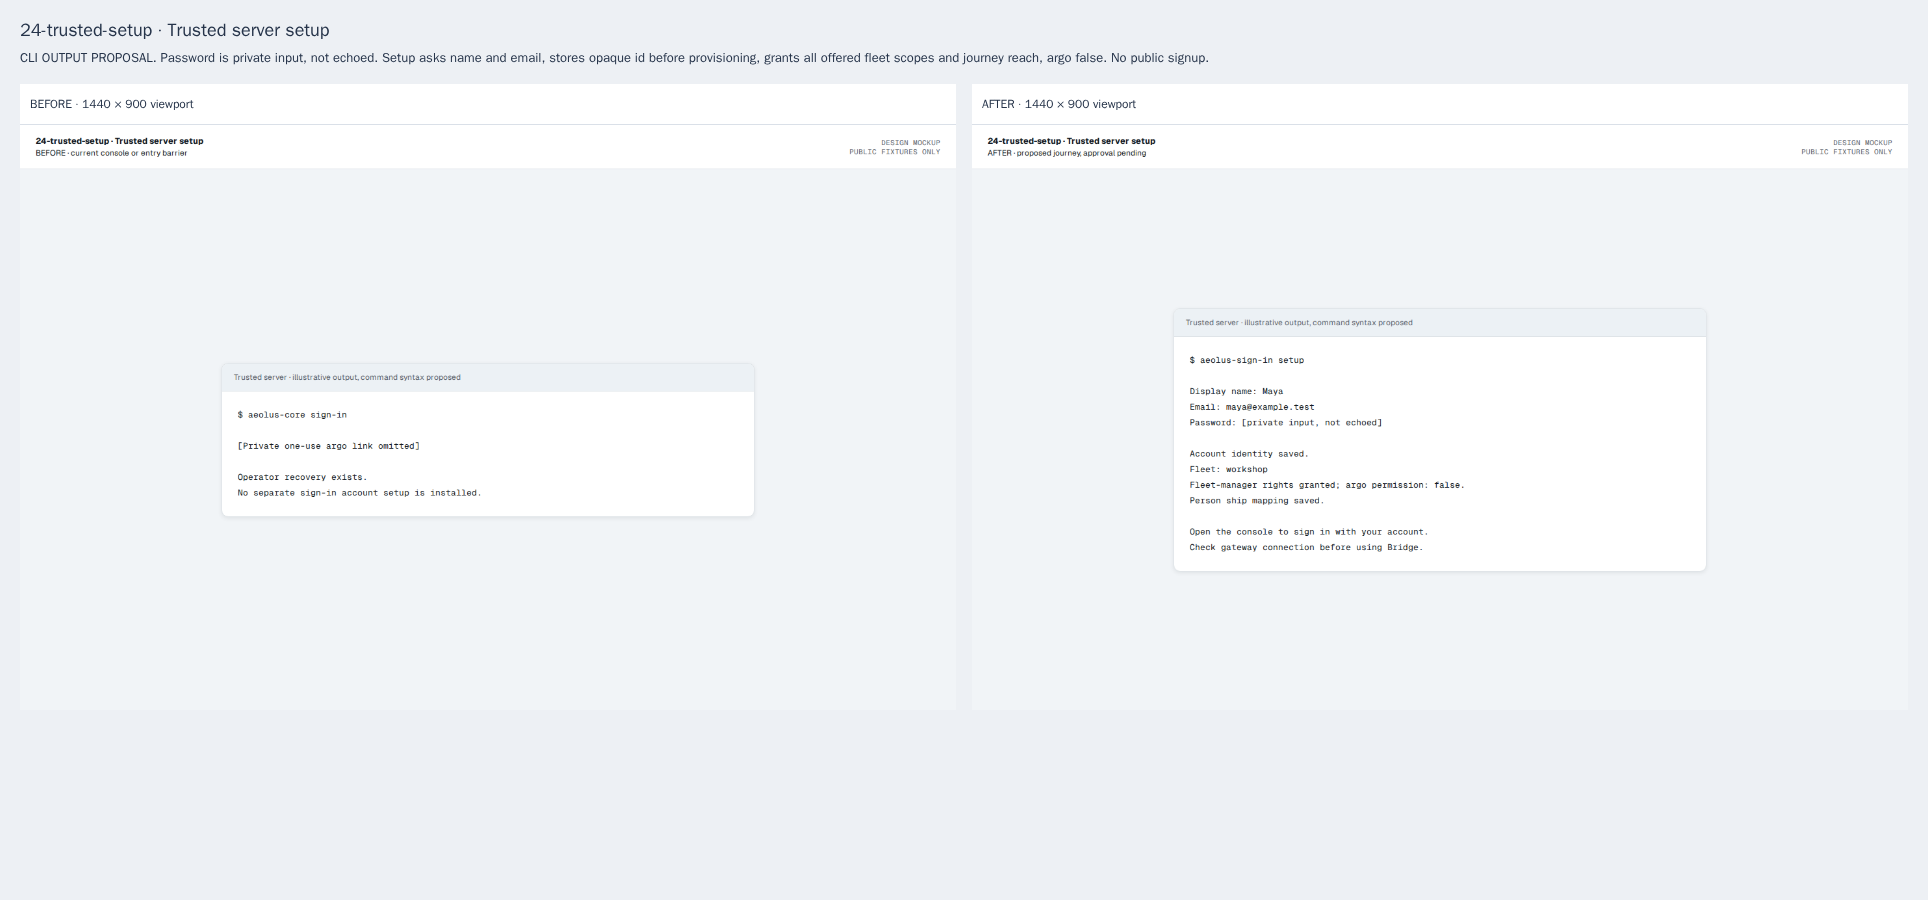 24-trusted-setup · Trusted server setup
CLI OUTPUT PROPOSAL. Password is private input, not echoed. Setup asks name and email, stores opaque id before provisioning, grants all offered fleet scopes and journey reach, argo false. No public signup.
BEFORE · 1440 × 900 viewport
24-trusted-setup · Trusted server setup
BEFORE · current console or entry barrier
DESIGN MOCKUP
PUBLIC FIXTURES ONLY
Trusted server · illustrative output, command syntax proposed
$ aeolus-core sign-in
[Private one-use argo link omitted]
Operator recovery exists.
No separate sign-in account setup is installed.
AFTER · 1440 × 900 viewport
24-trusted-setup · Trusted server setup
AFTER · proposed journey, approval pending
DESIGN MOCKUP
PUBLIC FIXTURES ONLY
Trusted server · illustrative output, command syntax proposed
$ aeolus-sign-in setup
Display name: Maya
Email: maya@example.test
Password: [private input, not echoed]
Account identity saved.
Fleet: workshop
Fleet-manager rights granted; argo permission: false.
Person ship mapping saved.
Open the console to sign in with your account.
Check gateway connection before using Bridge.